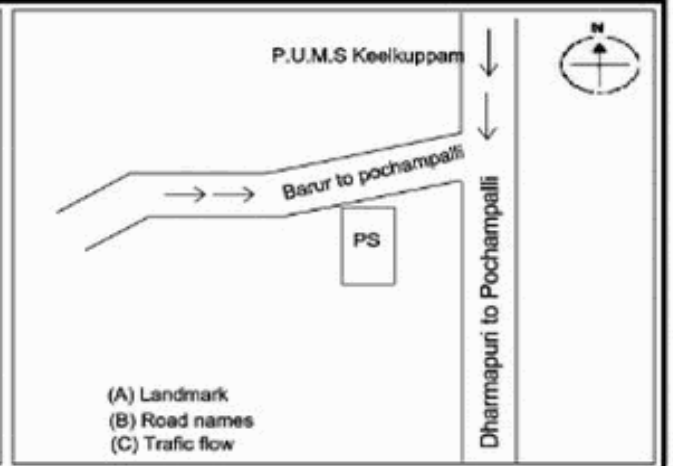 N
P.U.M.S Keelkuppam
Barur to pochampalli
PS
Dharmapuri to Pochampalli
(A) Landmark
(B) Road names
(C) Trafic flow